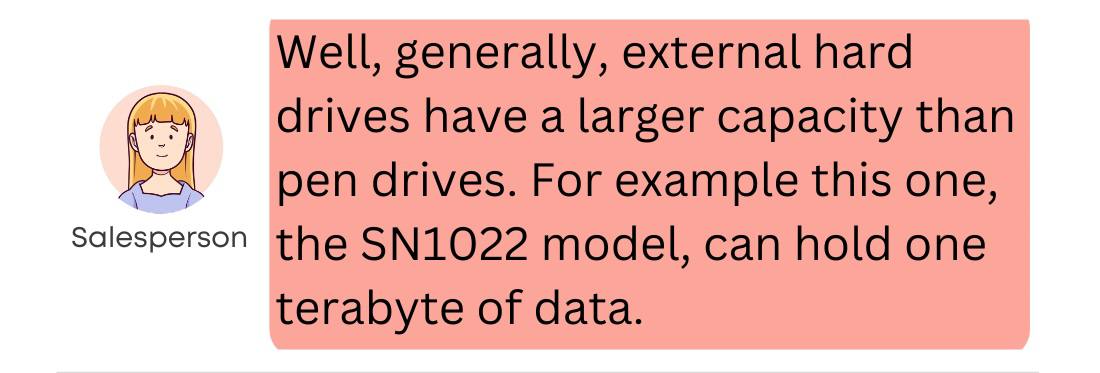 Well, generally, external hard
drives have a larger capacity than
pen drives. For example this one,
the SN1022 model, can hold one
terabyte of data.
Salesperson